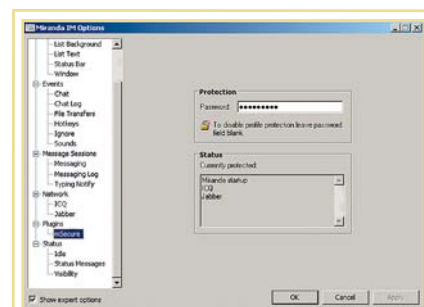 Miranda IM Options
List Background
List Text
Status Bar
Window
Events
Chat
Chat Log
File Transfers
Hotkeys
Ignore
Sounds
Message Sessions
Messaging
Messaging Log
Typing Notify
Network
ICQ
Jabber
Plugins
mSecure
Status
Idle
Status Messages
Visibility
Show expert options
Protection
Password:
To disable profile protection leave password
field blank
Status
Currently protected:
Miranda startup
ICQ
Jabber
OK
Cancel
Apply